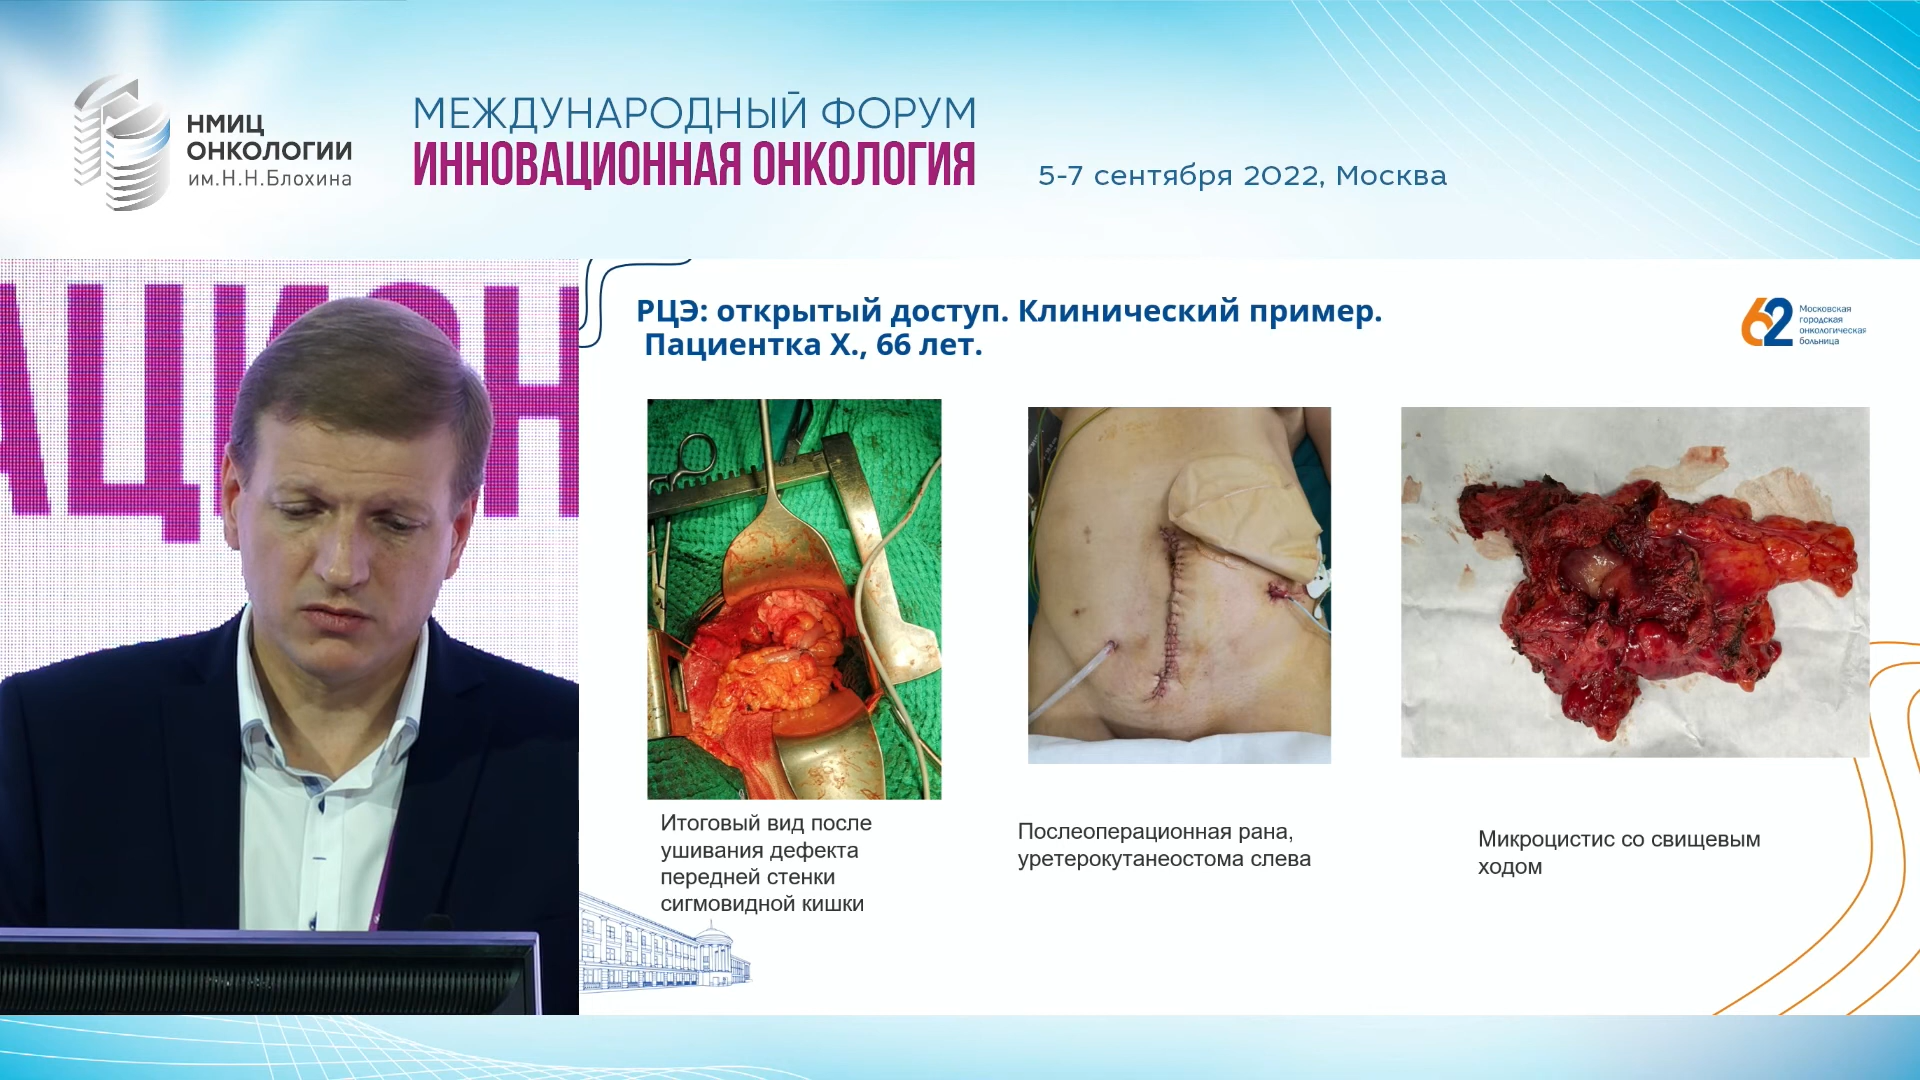 НМИЦ
ОНКОЛОГИИ
им.Н.Н.Блохина
МЕЖДУНАРОДНЫЙ ФОРУМ
ИННОВАЦИОННАЯ ОНКОЛОГИЯ
5-7 сентября 2022, Москва
АЦИОН
РЦЭ: открытый доступ. Клинический пример.
Пациентка Х., 66 лет.
62
Московская
городская
онкологическая
больница
Итоговый вид после
ушивания дефекта
передней стенки
сигмовидной кишки
Послеоперационная рана,
уретерокутанеостома слева
Микроцистис со свищевым
ходом